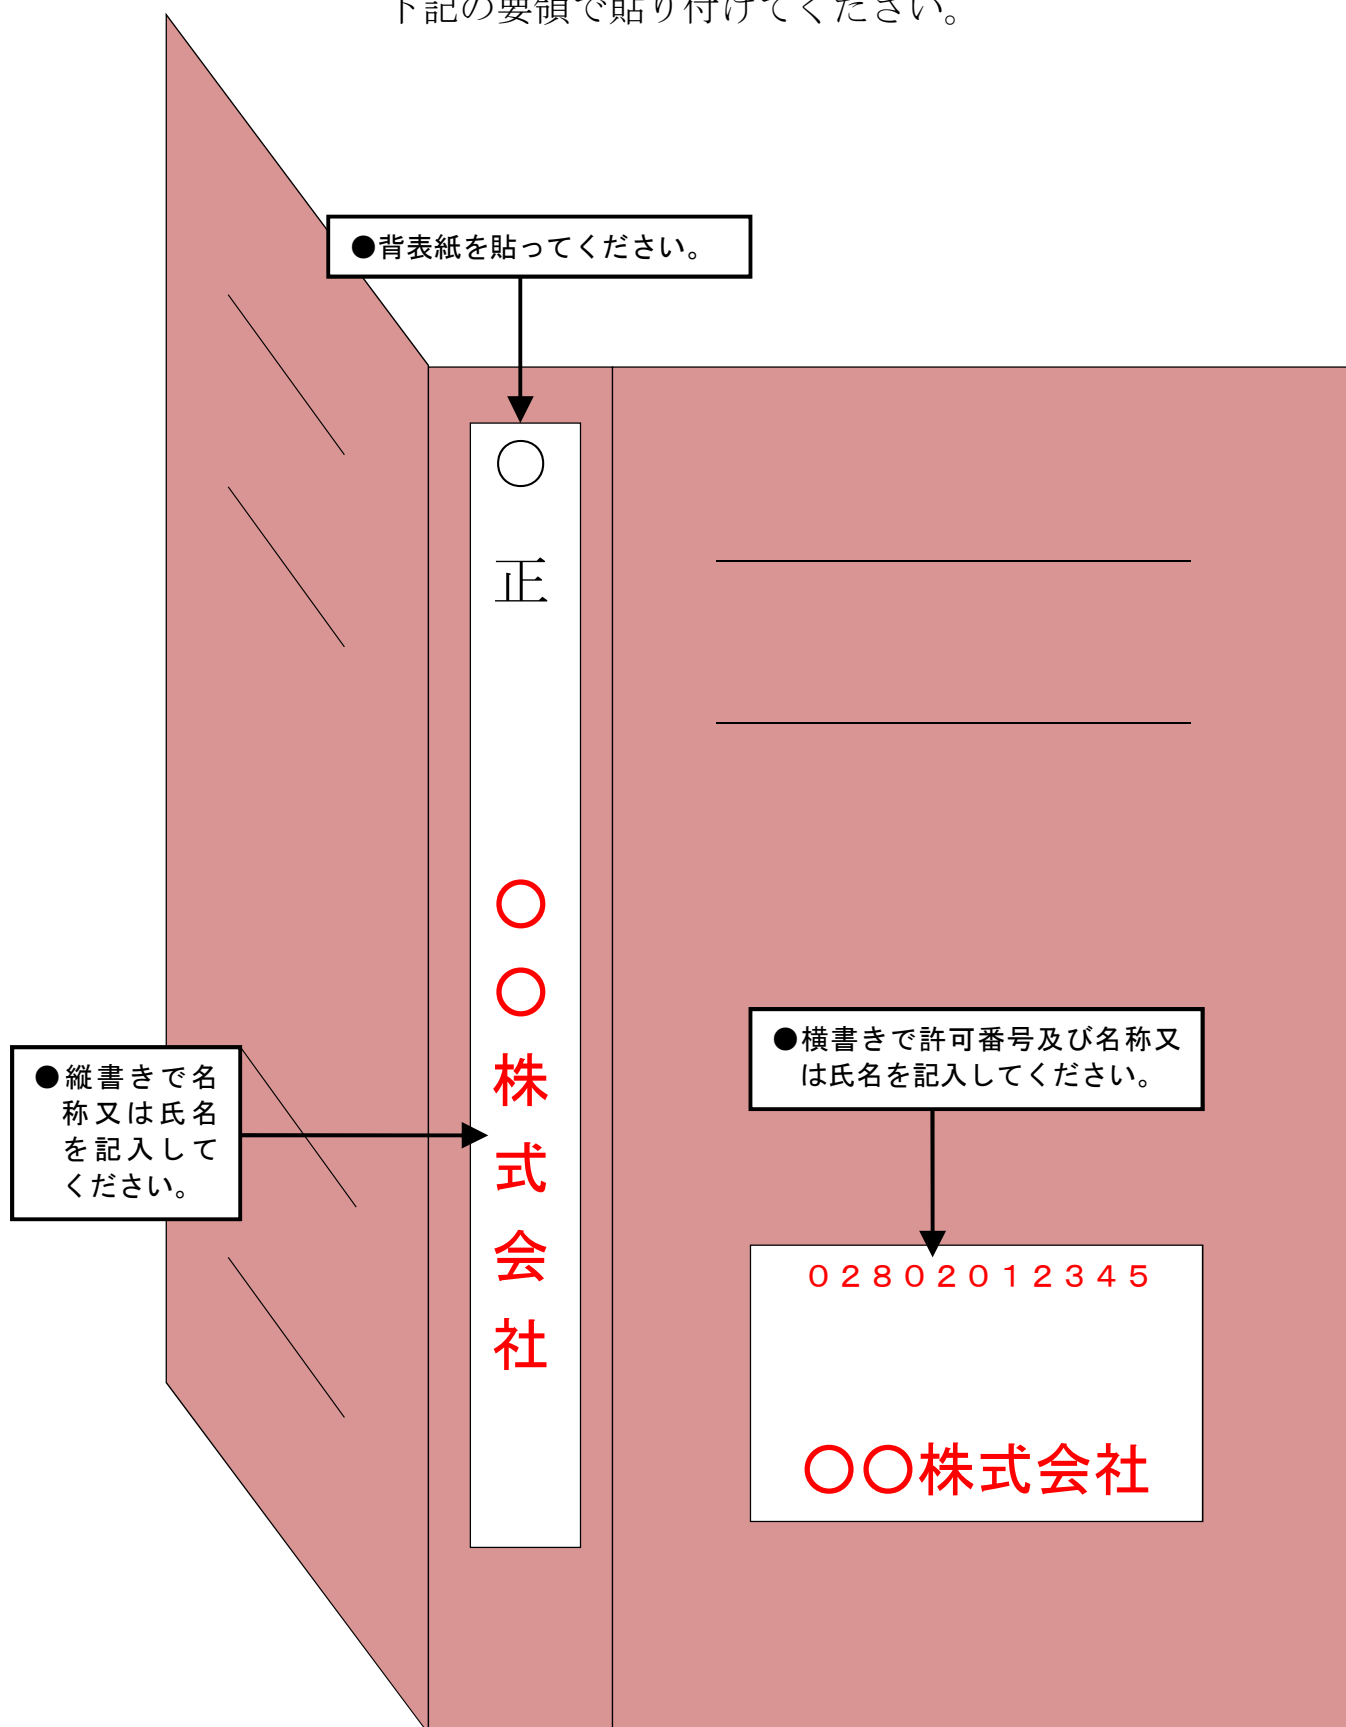 下記の要領で貼り付けてください。
●背表紙を貼ってください。
○
正
○○株式会社
●縦書きで名
称又は氏名
を記入して
ください。
●横書きで許可番号及び名称又
は氏名を記入してください。
０２８０２０１２３４５
○○株式会社